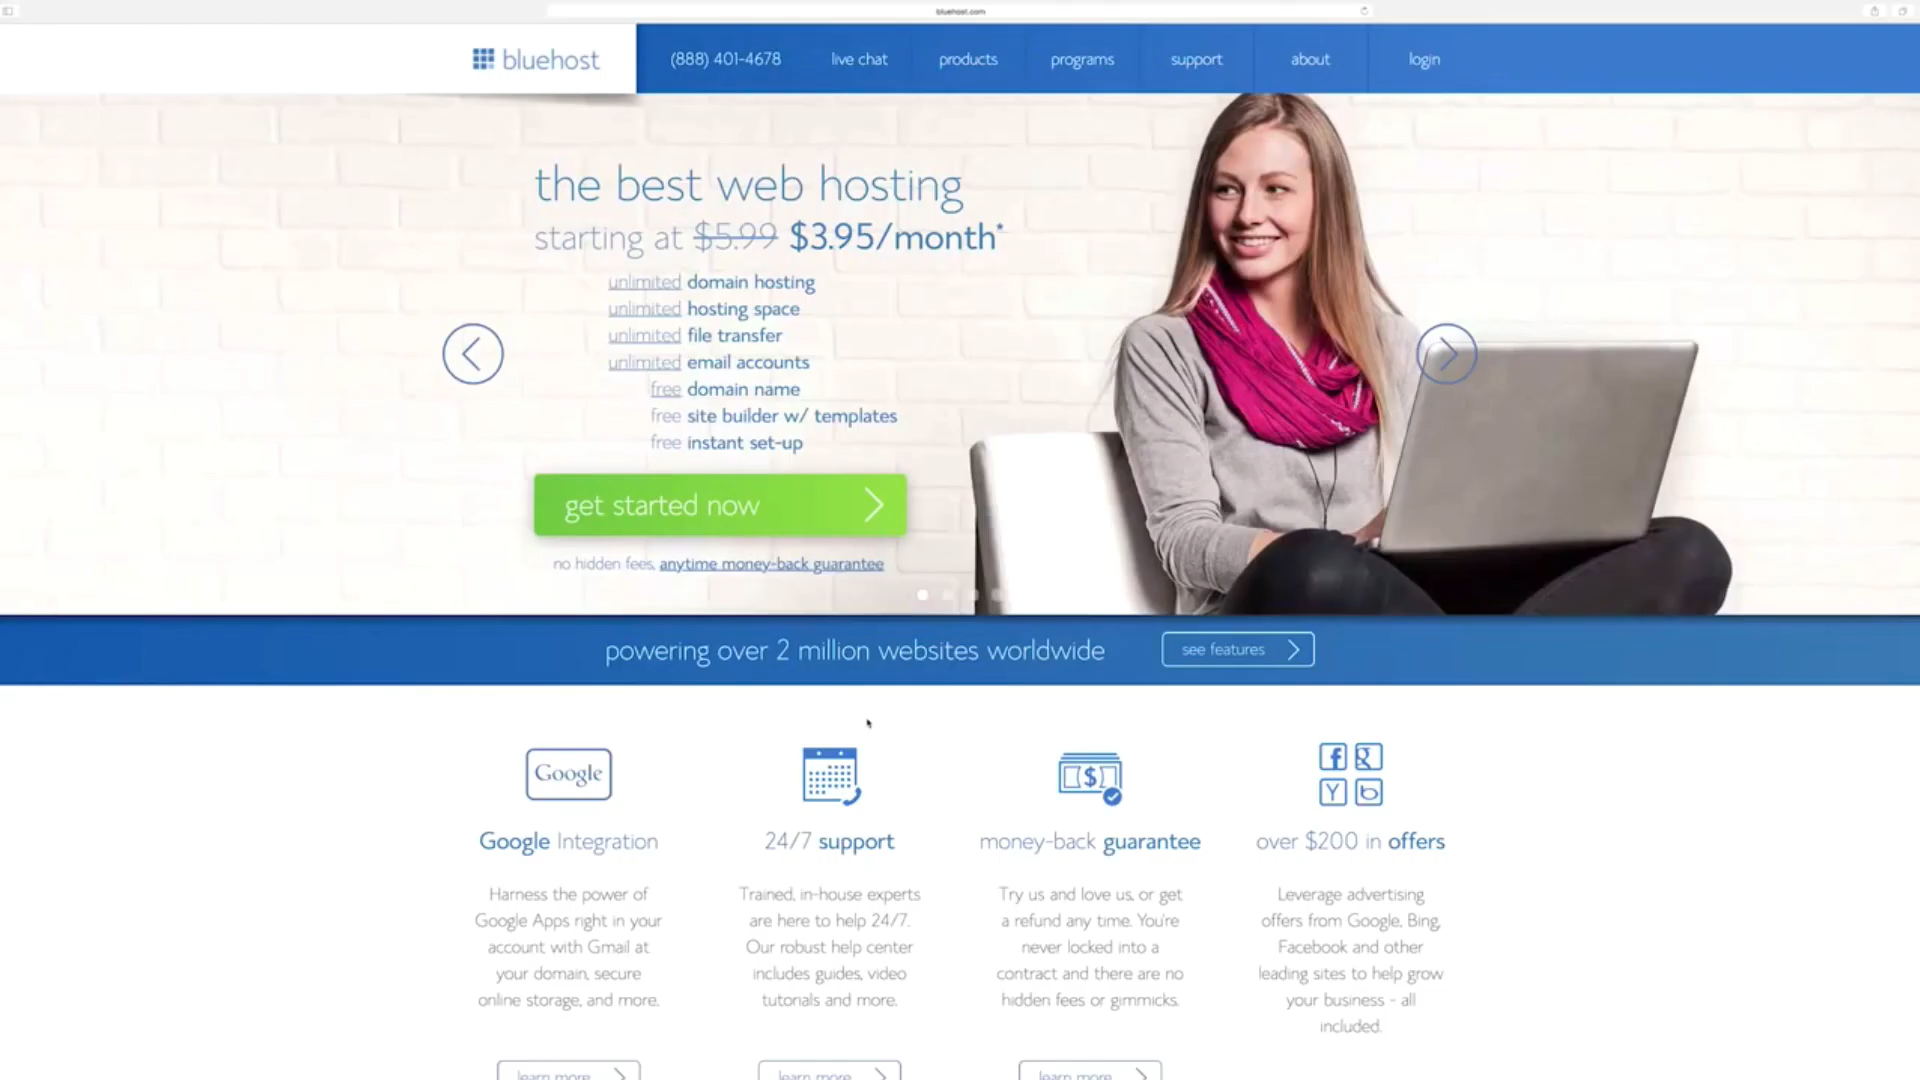 bluehost.com
bluehost
(888) 401-4678
live chat
products
programs
support
about
login
the best web hosting
starting at $5.99 $3.95/month*
unlimited domain hosting
unlimited hosting space
unlimited file transfer
unlimited email accounts
free domain name
free site builder w/ templates
free instant set-up
get started now
no hidden fees, anytime money-back guarantee
powering over 2 million websites worldwide
see features
Google
Google Integration
Harness the power of
Google Apps right in your
account with Gmail at
your domain, secure
online storage, and more.
learn more
24/7 support
Trained, in-house experts
are here to help 24/7.
Our robust help center
includes guides, video
tutorials and more.
learn more
money-back guarantee
Try us and love us, or get
a refund any time. You're
never locked into a
contract and there are no
hidden fees or gimmicks.
learn more
over $200 in offers
Leverage advertising
offers from Google, Bing,
Facebook and other
leading sites to help grow
your business - all
included.